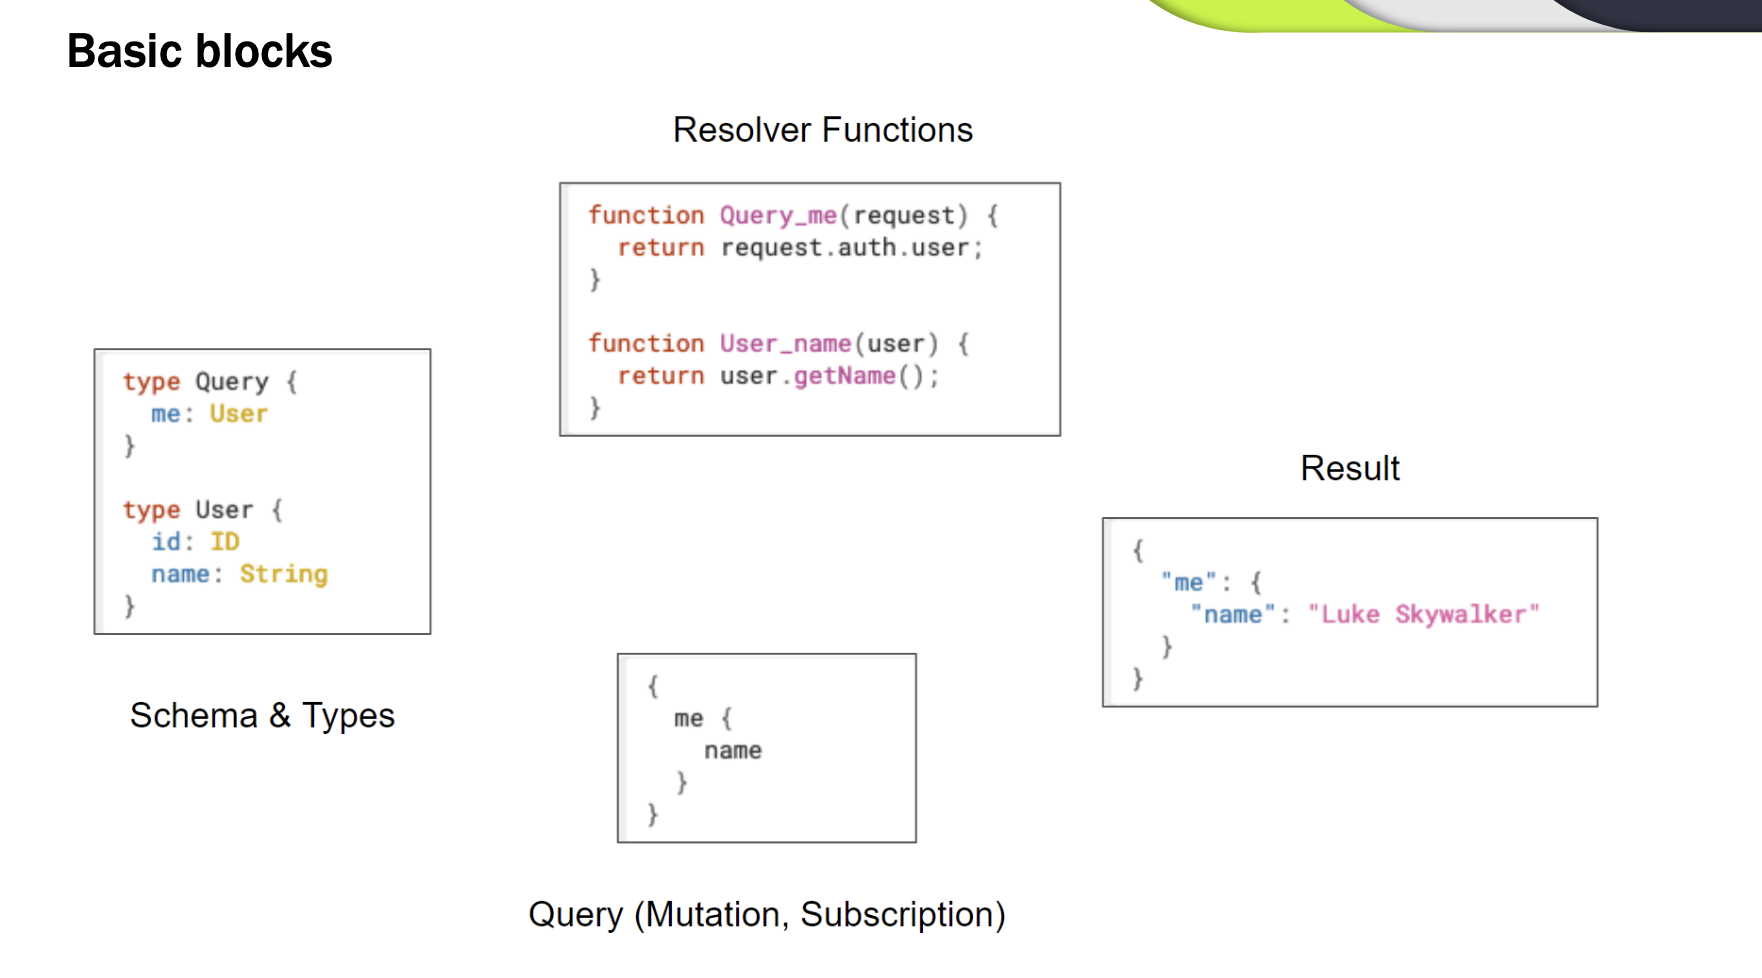 Basic blocks
Resolver Functions
function Query_me(request) {
  return request.auth.user;
}
function User_name(user) {
  return user.getName();
}
type Query {
  me: User
}
type User {
  id: ID
  name: String
}
Schema & Types
{
  me {
    name
  }
}
Query (Mutation, Subscription)
Result
{
  "me": {
    "name": "Luke Skywalker"
  }
}